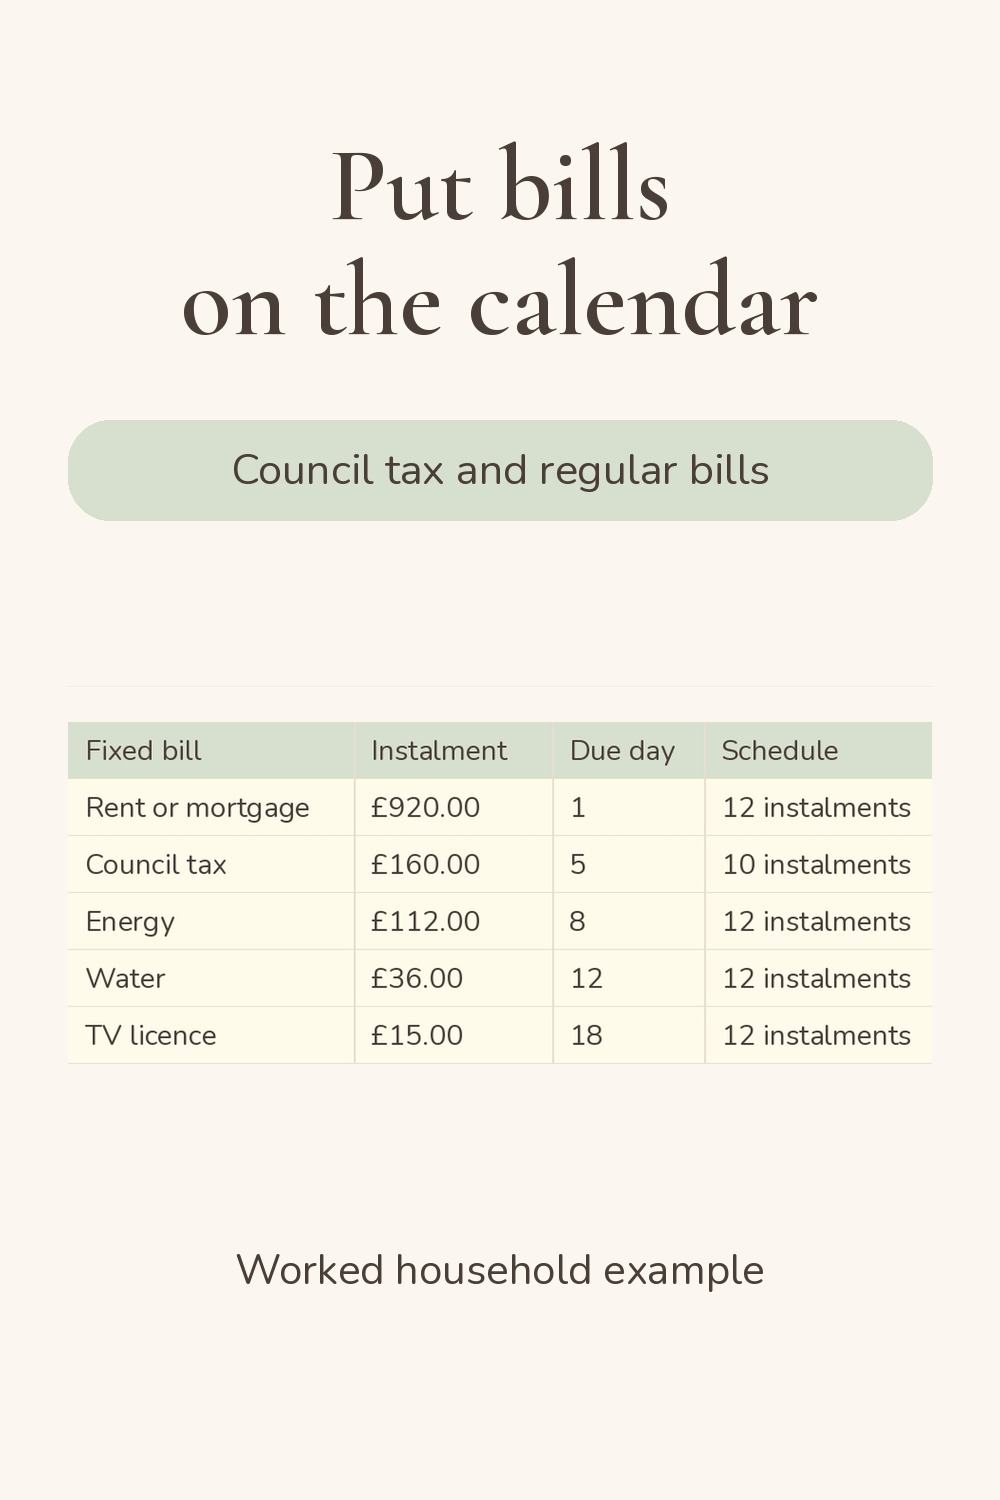 Put bills
on the calendar
Council tax and regular bills
Fixed bill Instalment Due day Schedule
Rent or mortgage £920.00 1 12 instalments
Council tax £160.00 5 10 instalments
Energy £112.00 8 12 instalments
Water £36.00 12 12 instalments
TV licence £15.00 18 12 instalments
Worked household example